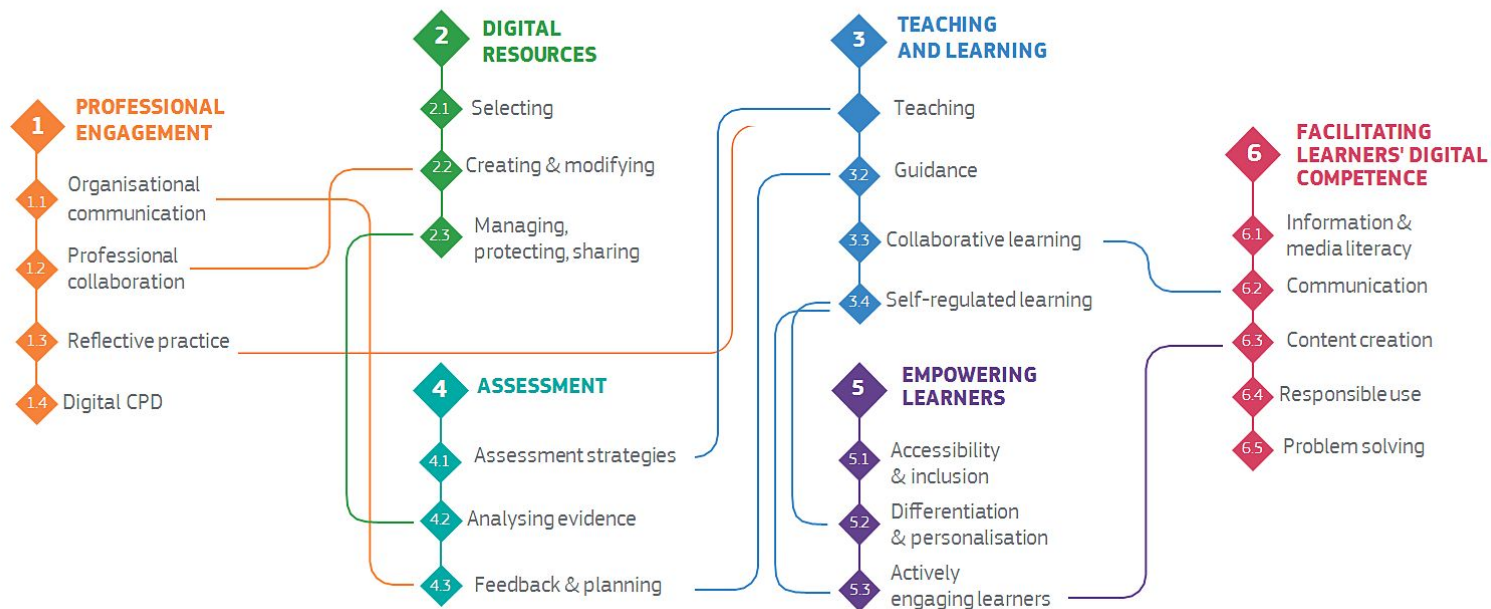 1 PROFESSIONAL
ENGAGEMENT
1.1 Organisational
communication
1.2 Professional
collaboration
1.3 Reflective practice
1.4 Digital CPD
2 DIGITAL
RESOURCES
2.1 Selecting
2.2 Creating & modifying
2.3 Managing,
protecting, sharing
3 TEACHING
AND LEARNING
Teaching
3.2 Guidance
3.3 Collaborative learning
3.4 Self-regulated learning
4 ASSESSMENT
4.1 Assessment strategies
4.2 Analysing evidence
4.3 Feedback & planning
5 EMPOWERING
LEARNERS
5.1 Accessibility
& inclusion
5.2 Differentiation
& personalisation
5.3 Actively
engaging learners
6 FACILITATING
LEARNERS' DIGITAL
COMPETENCE
6.1 Information &
media literacy
6.2 Communication
6.3 Content creation
6.4 Responsible use
6.5 Problem solving